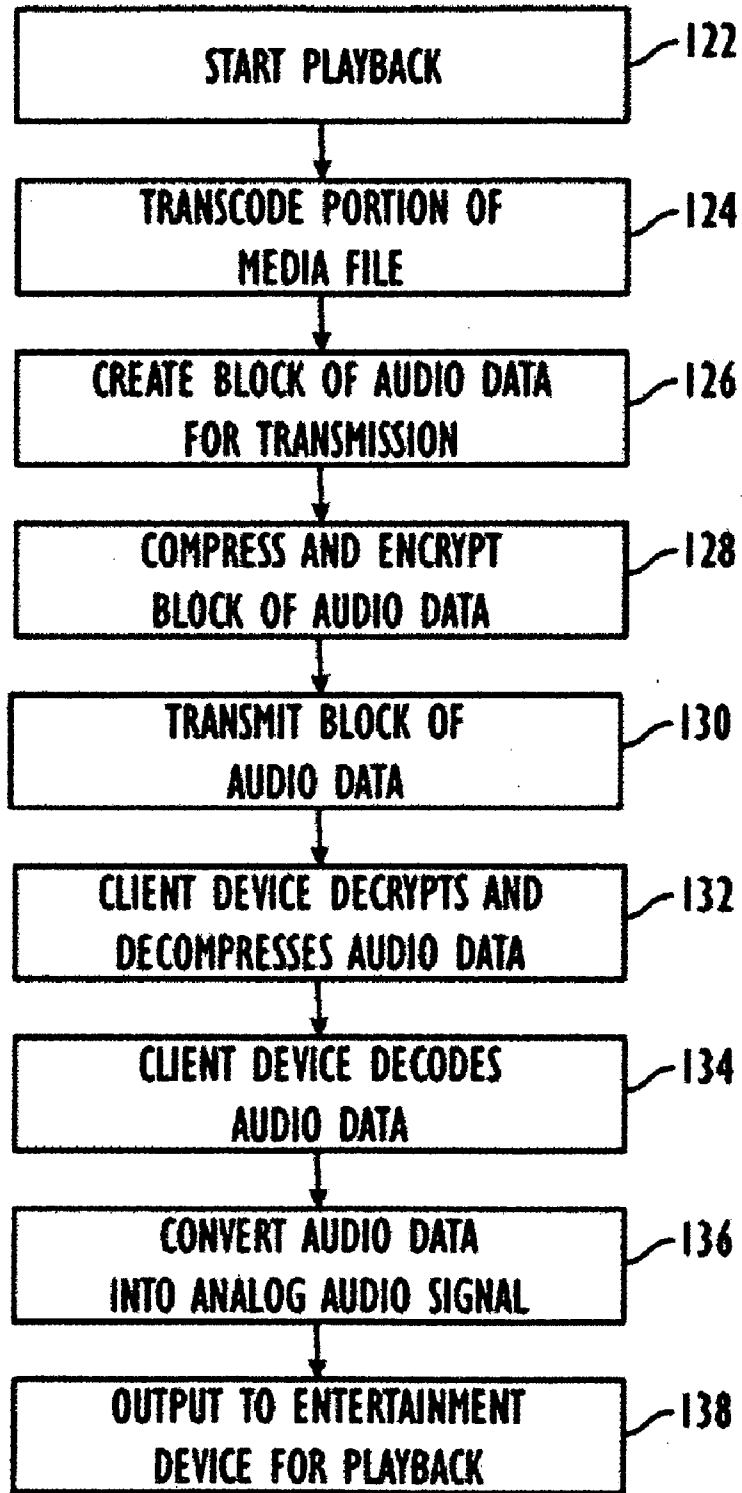 START PLAYBACK
122
TRANSCODE PORTION OF
MEDIA FILE
124
CREATE BLOCK OF AUDIO DATA
FOR TRANSMISSION
126
COMPRESS AND ENCRYPT
BLOCK OF AUDIO DATA
128
TRANSMIT BLOCK OF
AUDIO DATA
130
CLIENT DEVICE DECRYPTS AND
DECOMPRESSES AUDIO DATA
132
CLIENT DEVICE DECODES
AUDIO DATA
134
CONVERT AUDIO DATA
INTO ANALOG AUDIO SIGNAL
136
OUTPUT TO ENTERTAINMENT
DEVICE FOR PLAYBACK
138